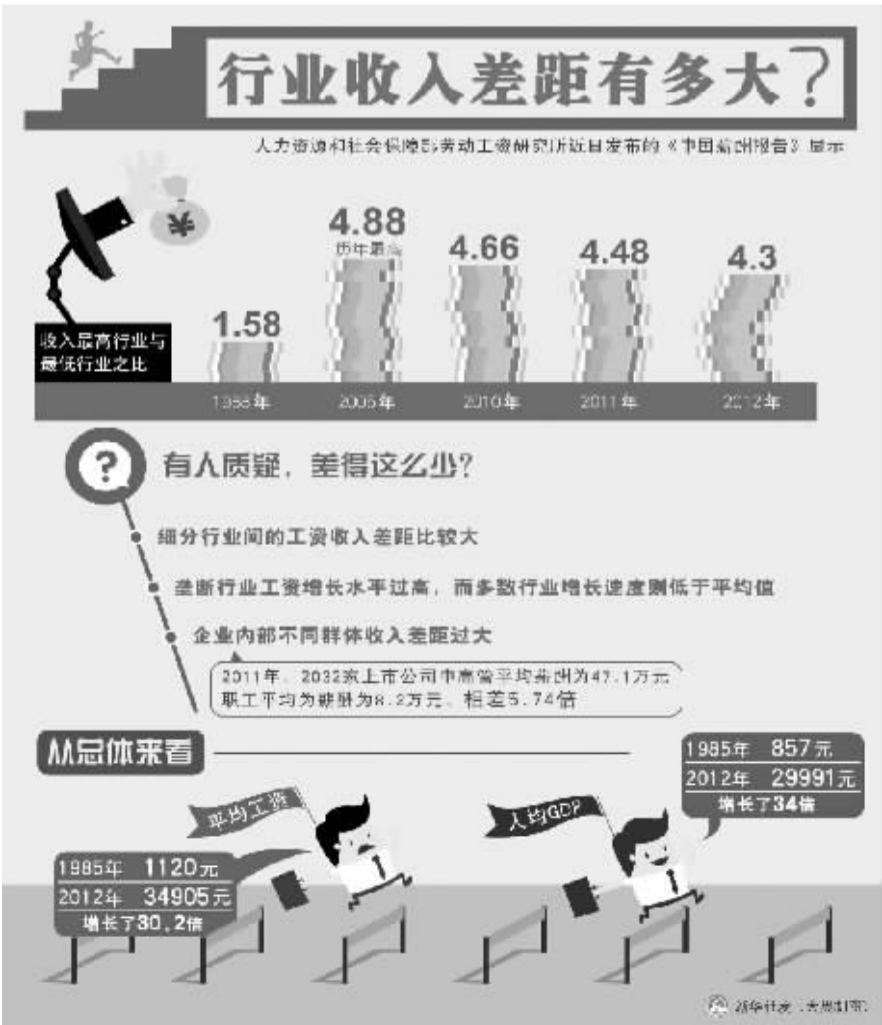 行业收入差距有多大?
人力资源和社会保障部劳动工资研究所近日发布的《中国薪酬报告》显示
4.88
历年最高
4.66
4.48
4.3
1.58
收入最高行业与
最低行业之比
1988年
2005年
2010年
2011年
2012年
?
有人质疑，差得这么少?
细分行业间的工资收入差距比较大
垄断行业工资增长水平过高，而多数行业增长速度则低于平均值
企业内部不同群体收入差距过大
2011年，2032家上市公司中高管平均薪酬为47.1万元
职工平均为薪酬为8.2万元，相差5.74倍
从总体来看
1985年 857元
2012年 29991元
增长了34倍
平均工资
人均GDP
1985年 1120元
2012年 34905元
增长了30.2倍
新华社发（大周制图）